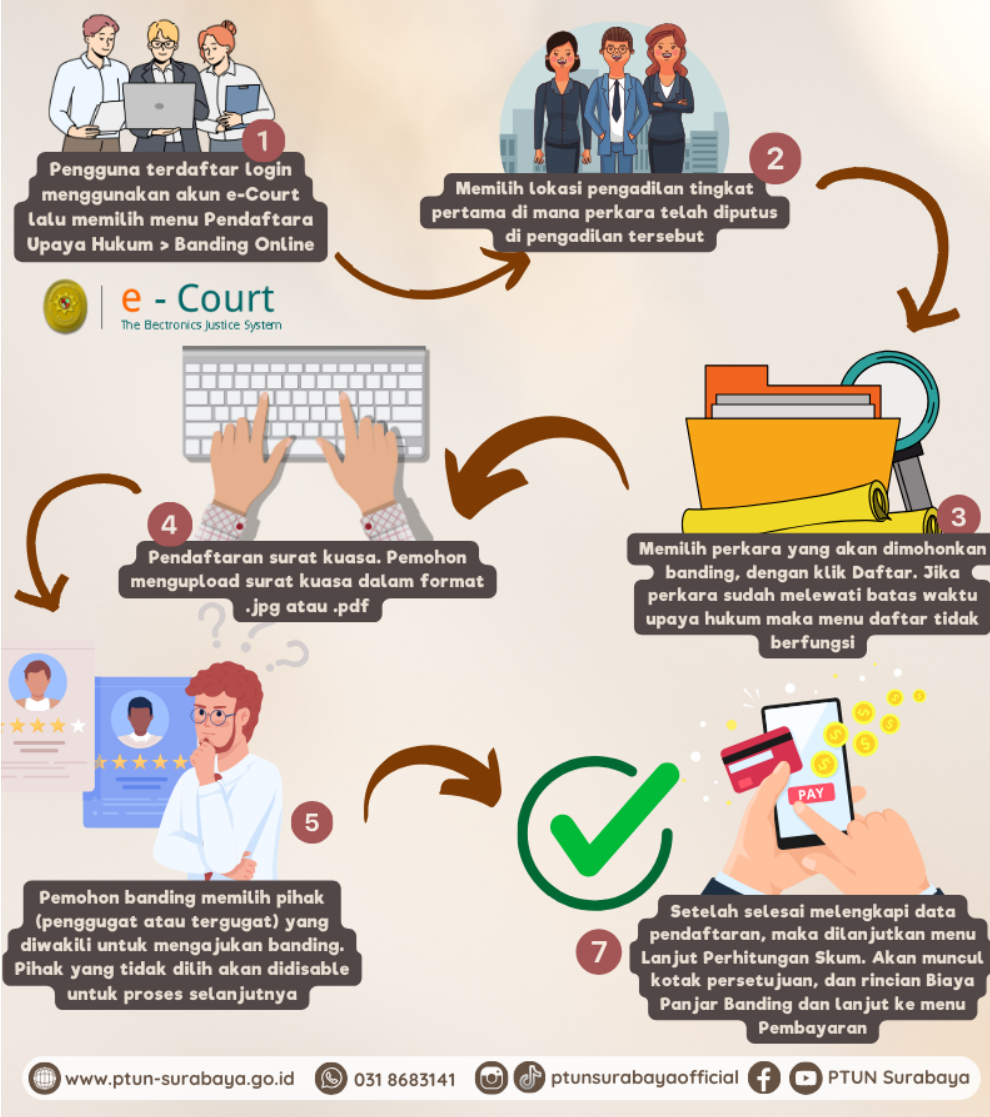 1
Pengguna terdaftar login
menggunakan akun e-Court
lalu memilih menu Pendaftara
Upaya Hukum > Banding Online
2
Memilih lokasi pengadilan tingkat
pertama di mana perkara telah diputus
di pengadilan tersebut
e - Court
The Electronics Justice System
3
Memilih perkara yang akan dimohonkan
banding, dengan klik Daftar. Jika
perkara sudah melewati batas waktu
upaya hukum maka menu daftar tidak
berfungsi
4
Pendaftaran surat kuasa. Pemohon
mengupload surat kuasa dalam format
.jpg atau .pdf
5
Pemohon banding memilih pihak
(penggugat atau tergugat) yang
diwakili untuk mengajukan banding.
Pihak yang tidak dilih akan didisable
untuk proses selanjutnya
PAY
7
Setelah selesai melengkapi data
pendaftaran, maka dilanjutkan menu
Lanjut Perhitungan Skum. Akan muncul
kotak persetujuan, dan rincian Biaya
Panjar Banding dan lanjut ke menu
Pembayaran
www.ptun-surabaya.go.id 031 8683141 ptunsurabayaofficial PTUN Surabaya